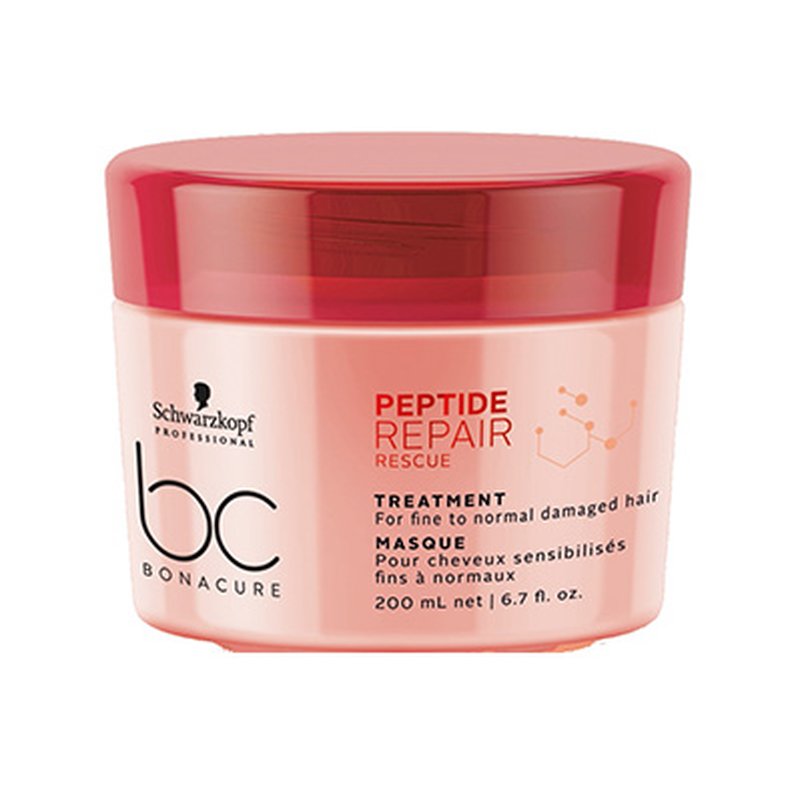 Schwarzkopf
PROFESSIONAL
bc
BONACURE
PEPTIDE
REPAIR
RESCUE
TREATMENT
For fine to normal damaged hair
MASQUE
Pour cheveux sensibilisés
fins à normaux
200 mL net | 6.7 fl. oz.